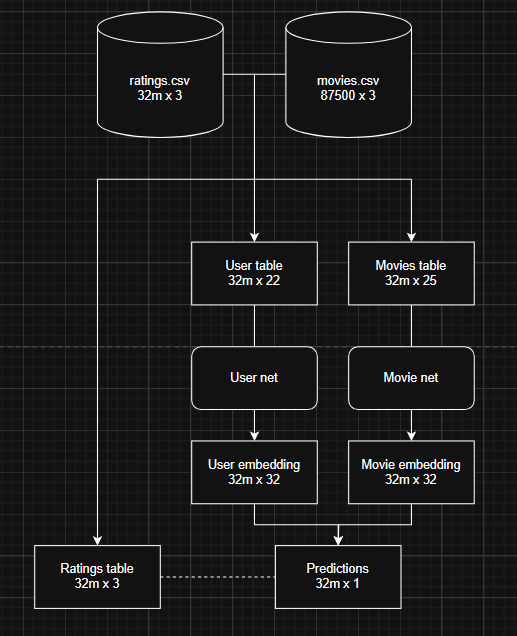 ratings.csv
32m x 3
movies.csv
87500 x 3
User table
32m x 22
Movies table
32m x 25
User net
Movie net
User embedding
32m x 32
Movie embedding
32m x 32
Ratings table
32m x 3
Predictions
32m x 1